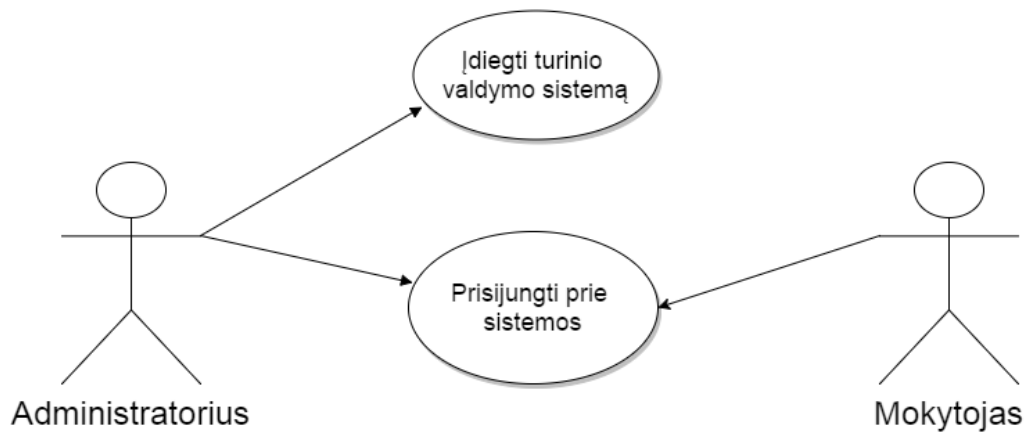 Įdiegti turinio
valdymo sistemą
Prisijungti prie
sistemos
Administratorius
Mokytojas